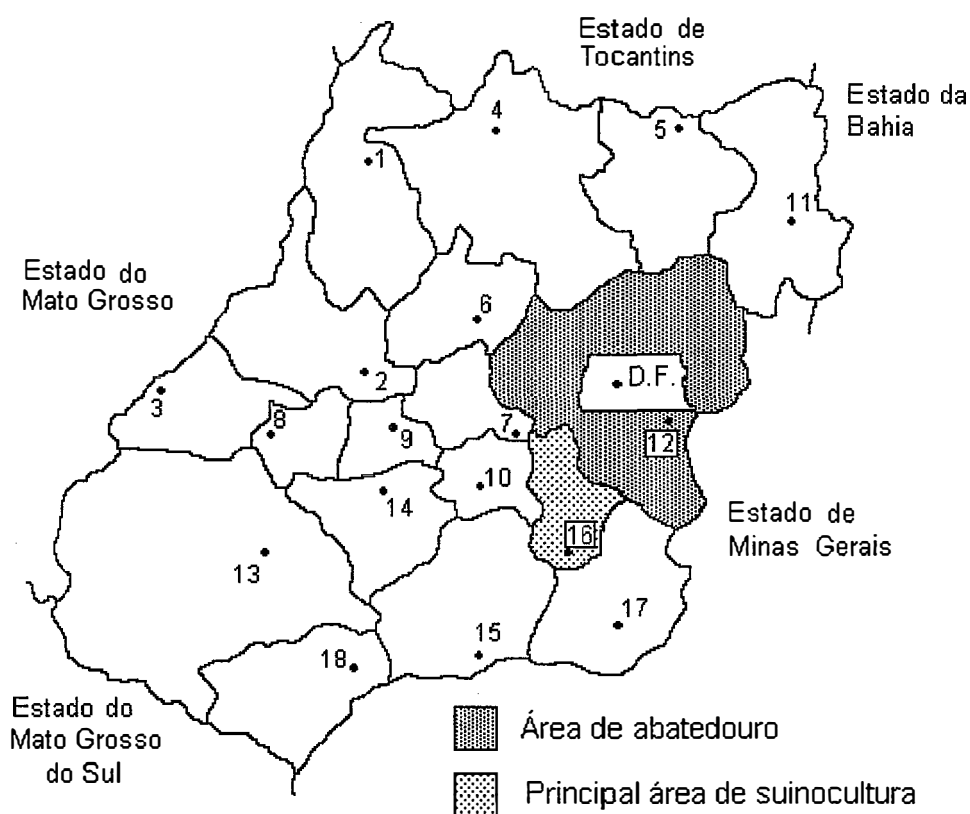 Estado de
Tocantins
Estado da
Bahia
4
5
1
11
Estado do
Mato Grosso
6
2
D.F.
3
8
9
7
12
10
14
16
Estado de
Minas Gerais
13
17
15
18
Estado do
Mato Grosso
do Sul
Área de abatedouro
Principal área de suinocultura